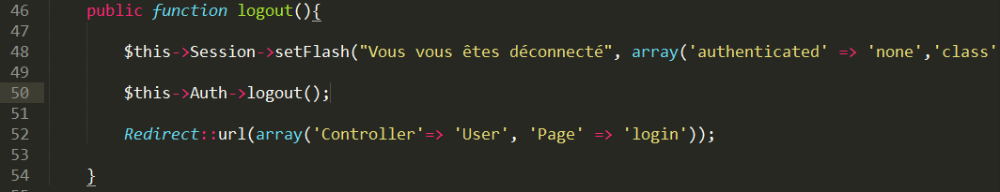 46 public function logout(){
47
48 $this->Session->setFlash("Vous vous êtes déconnecté", array('authenticated' => 'none','class'
49
50 $this->Auth->logout();
51
52 Redirect::url(array('Controller'=> 'User', 'Page' => 'login'));
53
54 }